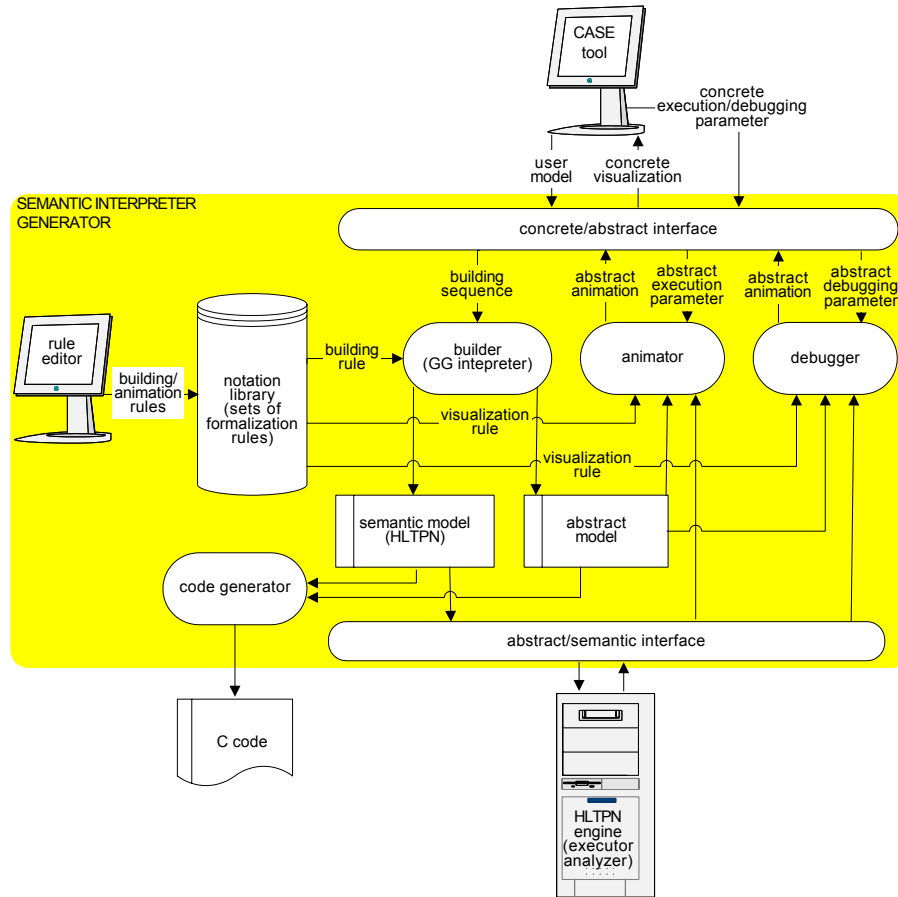 CASE
tool
concrete
execution/debugging
parameter
user
model
concrete
visualization
SEMANTIC INTERPRETER
GENERATOR
concrete/abstract interface
building
sequence
abstract
animation
abstract
execution
parameter
abstract
animation
abstract
debugging
parameter
rule
editor
building/
animation
rules
notation
library
(sets of
formalization
rules)
building
rule
builder
(GG intepreter)
animator
debugger
visualization
rule
visualization
rule
semantic model
(HLTPN)
abstract
model
code generator
abstract/semantic interface
C code
HLTPN
engine
(executor
analyzer)